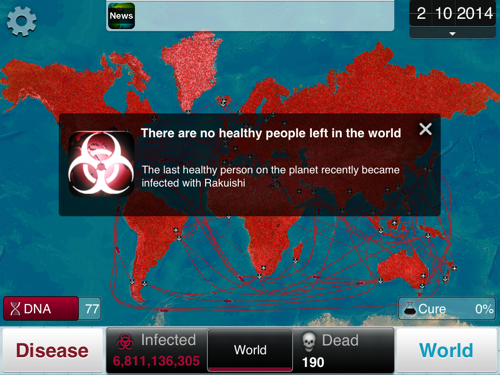 News
2 10 2014
There are no healthy people left in the world
The last healthy person on the planet recently became
infected with Rakuishi
DNA 77
Cure 0%
Disease
Infected
6,811,136,305
World
Dead
190
World